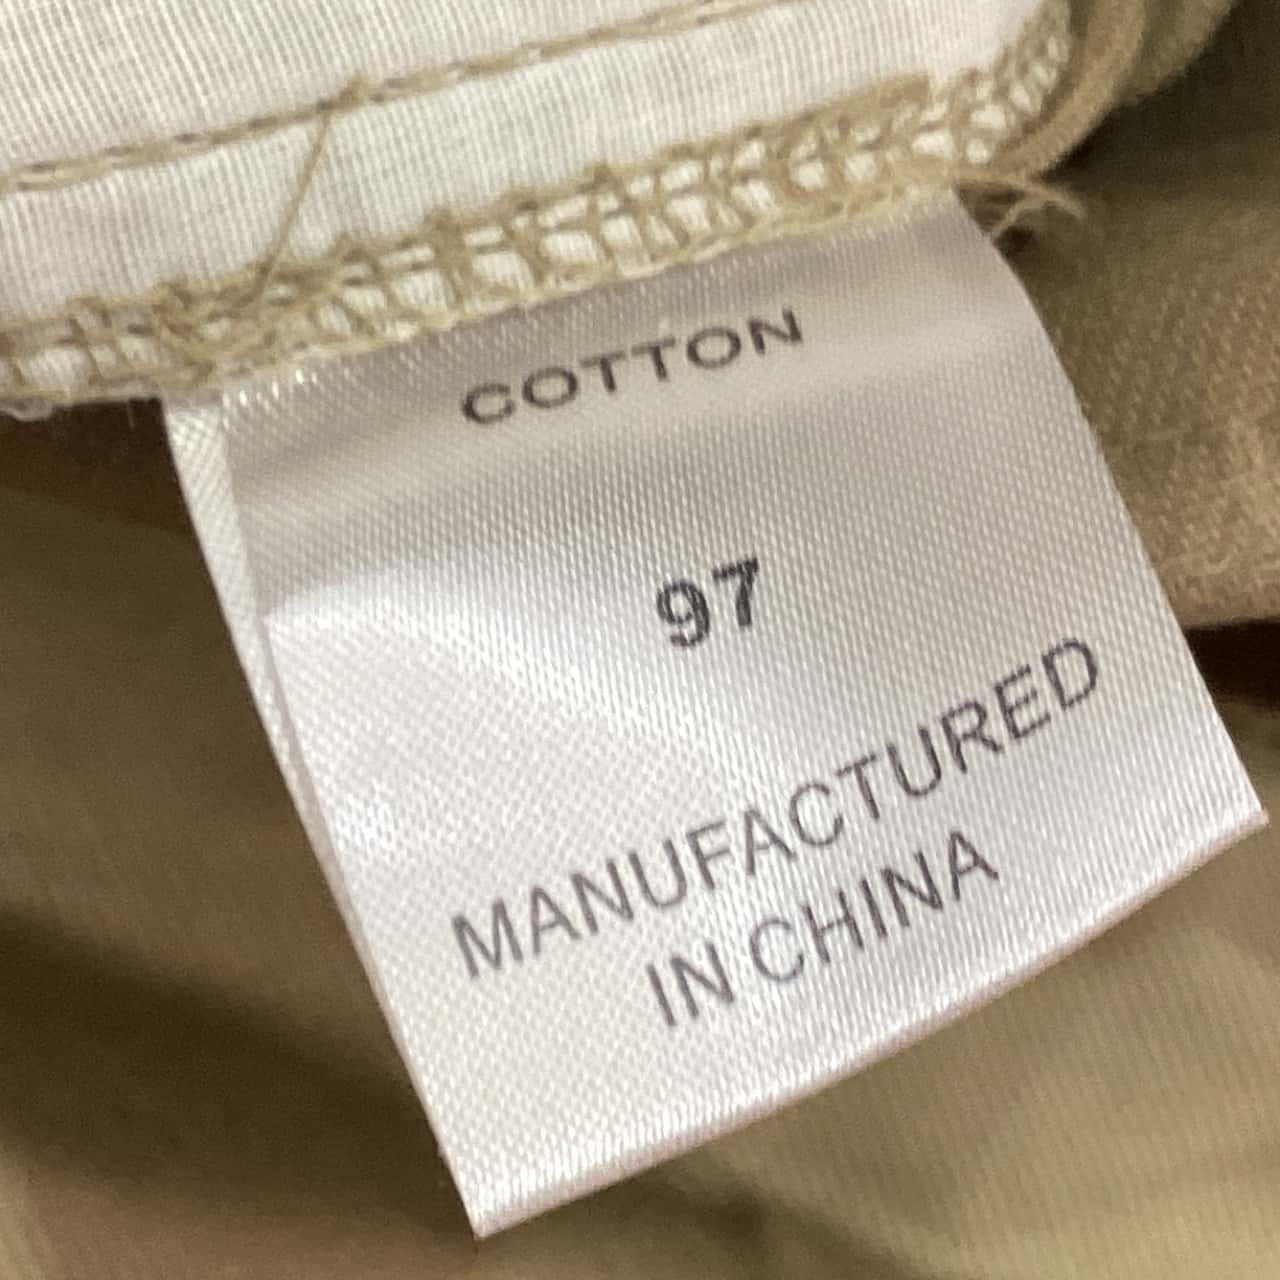 COTTON
97
MANUFACTURED
IN CHINA